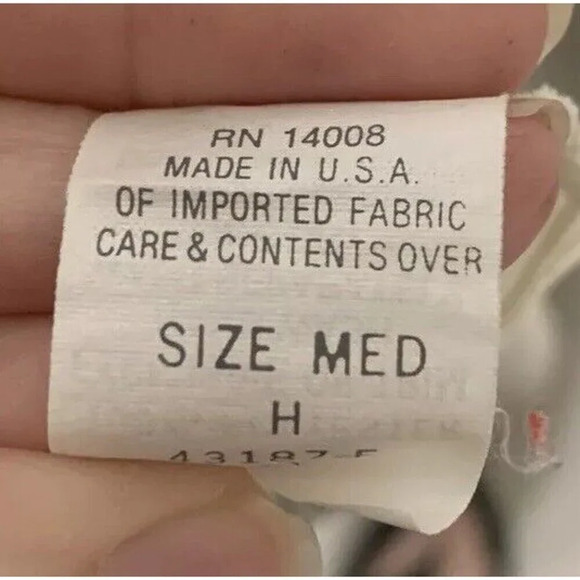 RN 14008
MADE IN U.S.A.
OF IMPORTED FABRIC
CARE & CONTENTS OVER
SIZE MED
H